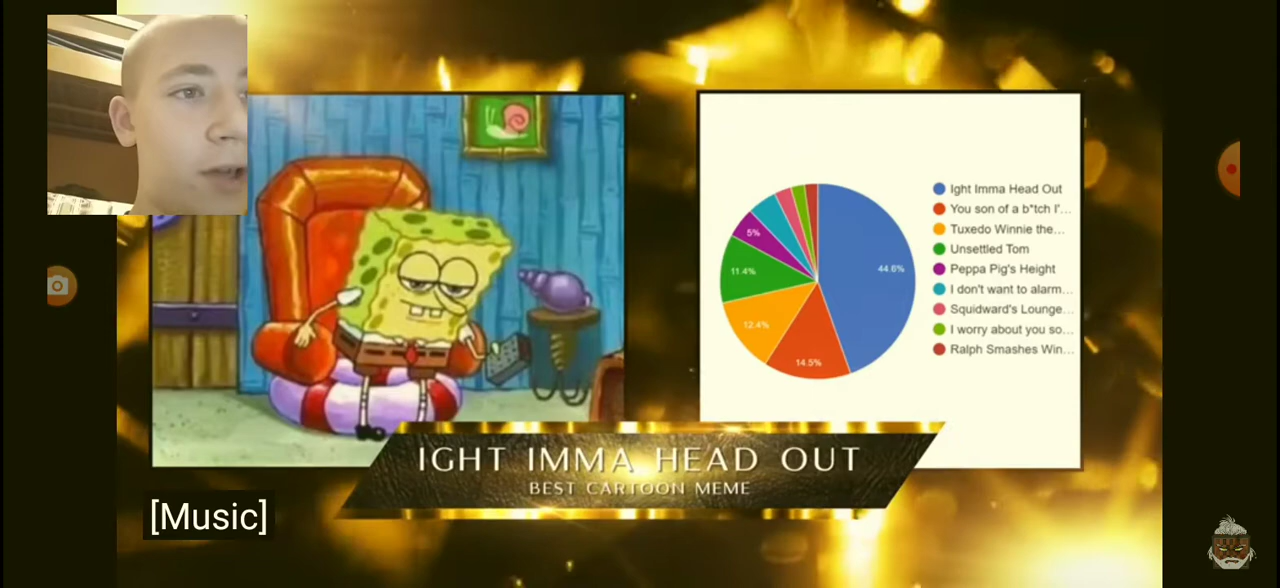 44.6%
14.5%
12.4%
11.4%
5%
Ight Imma Head Out
You son of a b*tch I'...
Tuxedo Winnie the...
Unsettled Tom
Peppa Pig's Height
I don't want to alarm...
Squidward's Lounge...
I worry about you so...
Ralph Smashes Win...
IGHT IMMA HEAD OUT
BEST CARTOON MEME
[Music]